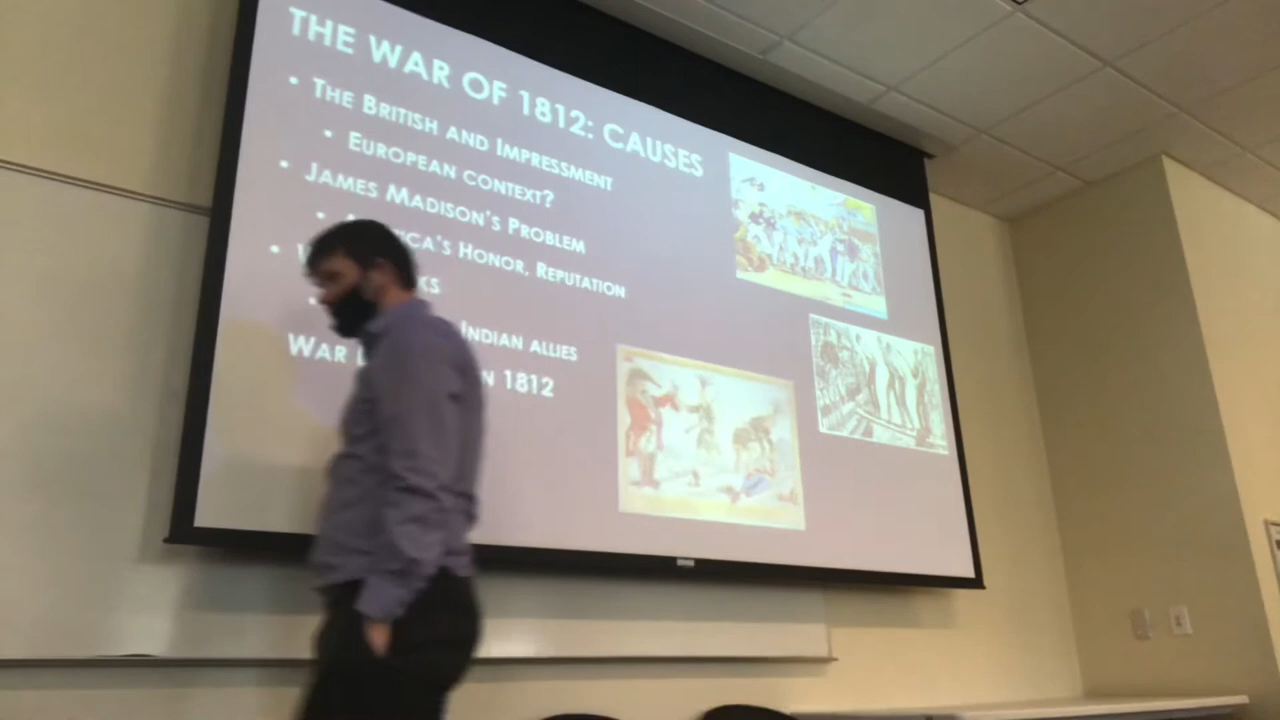 THE WAR OF 1812: CAUSES
• THE BRITISH AND IMPRESSMENT
• EUROPEAN CONTEXT?
• JAMES MADISON'S PROBLEM
• HONOR, REPUTATION
•
• INDIAN ALLIES
WAR 1812